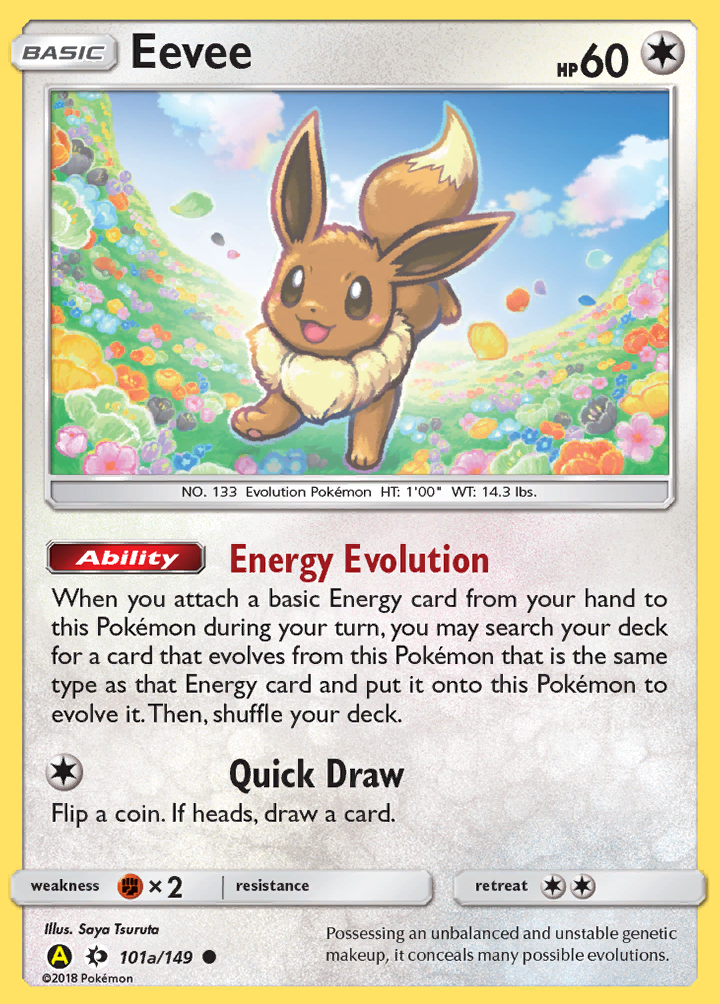 BASIC Eevee HP60
NO. 133 Evolution Pokémon HT: 1'00" WT: 14.3 lbs.
Ability Energy Evolution
When you attach a basic Energy card from your hand to
this Pokémon during your turn, you may search your deck
for a card that evolves from this Pokémon that is the same
type as that Energy card and put it onto this Pokémon to
evolve it. Then, shuffle your deck.
Quick Draw
Flip a coin. If heads, draw a card.
weakness ×2 resistance retreat
Illus. Saya Tsuruta
A 101a/149
©2018 Pokémon
Possessing an unbalanced and unstable genetic
makeup, it conceals many possible evolutions.